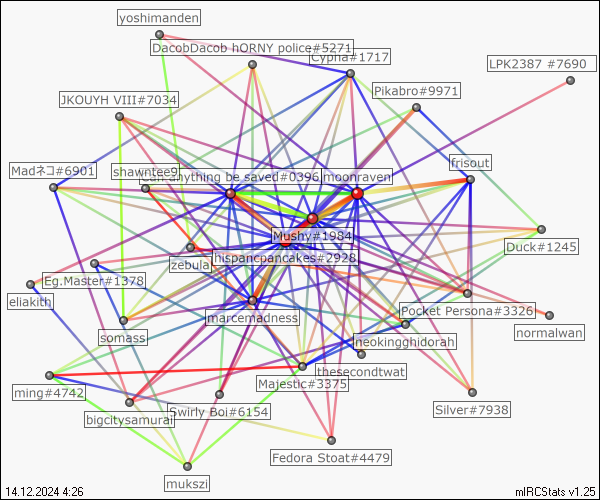 yoshimanden
DacobDacob hORNY police#5271
Cypha#1717
LPK2387 #7690
Pikabro#9971
JKOUYH VIII#7034
frisout
Madネコ#6901
shawntee9
Can anything be saved#0396
moonraven
Mushy#1984
Duck#1245
hispancpancakes#2928
zebula
Eg.Master#1378
eliakith
Pocket Persona#3326
marcemadness
normalwan
somass
neokingghidorah
thesecondtwat
Majestic#3375
ming#4742
Silver#7938
Swirly Boi#6154
bigcitysamurai
Fedora Stoat#4479
mukszi
14.12.2024 4:26
mIRCStats v1.25